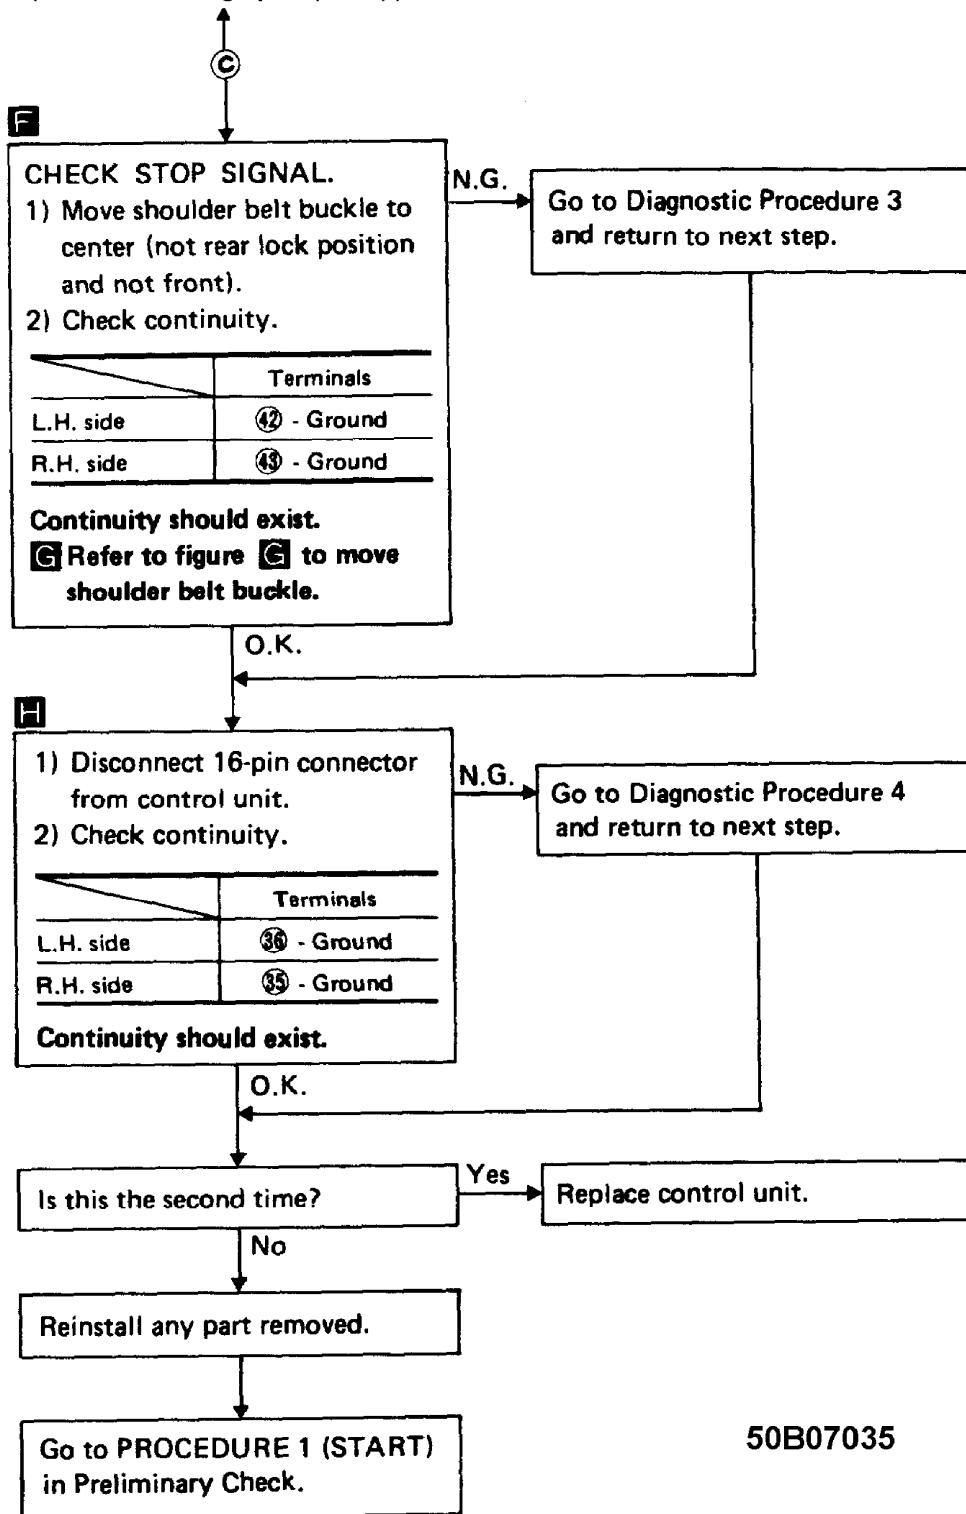 C
F
CHECK STOP SIGNAL.
1) Move shoulder belt buckle to
center (not rear lock position
and not front).
2) Check continuity.
Terminals
L.H. side 42 - Ground
R.H. side 43 - Ground
Continuity should exist.
G Refer to figure G to move
shoulder belt buckle.
N.G.
Go to Diagnostic Procedure 3
and return to next step.
O.K.
H
1) Disconnect 16-pin connector
from control unit.
2) Check continuity.
Terminals
L.H. side 36 - Ground
R.H. side 35 - Ground
Continuity should exist.
N.G.
Go to Diagnostic Procedure 4
and return to next step.
O.K.
Is this the second time?
Yes
Replace control unit.
No
Reinstall any part removed.
Go to PROCEDURE 1 (START)
in Preliminary Check.
50B07035